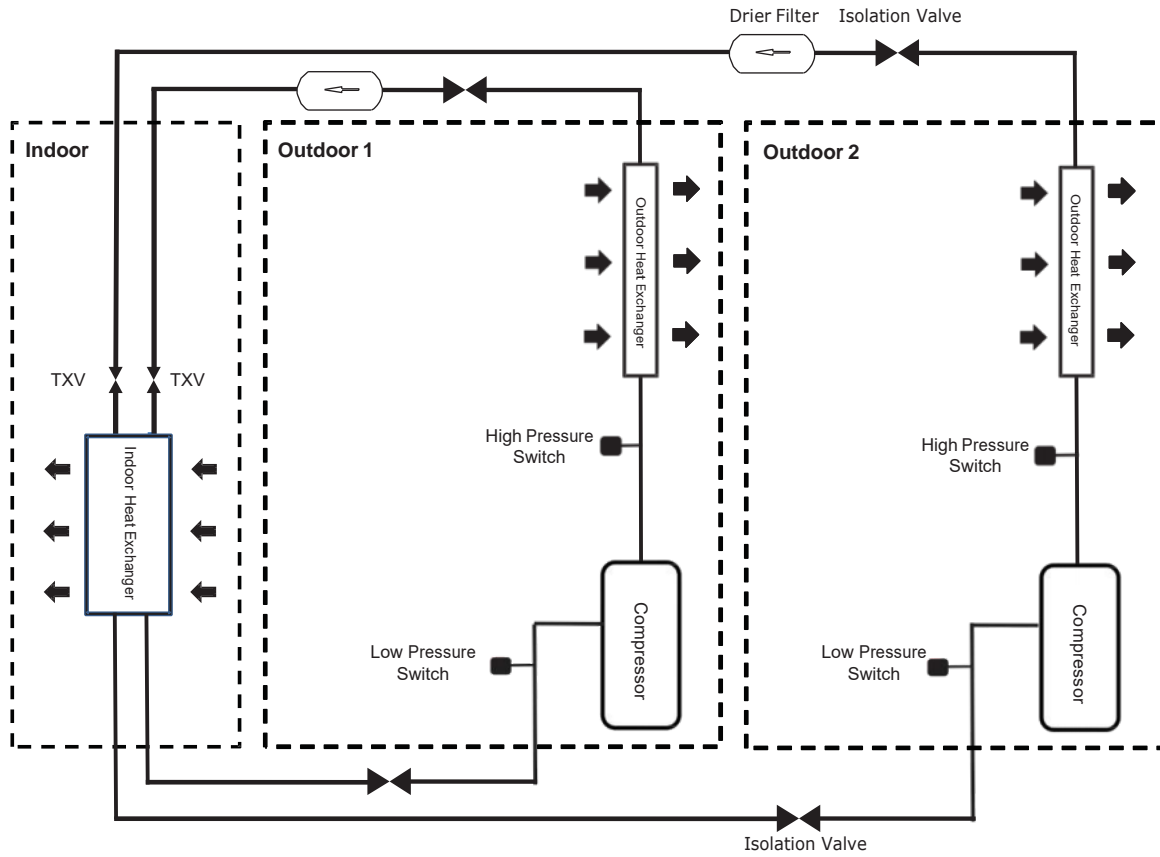 Drier Filter
Isolation Valve
Indoor
Outdoor 1
Outdoor 2
Outdoor Heat Exchanger
Outdoor Heat Exchanger
TXV
TXV
High Pressure
Switch
High Pressure
Switch
Indoor Heat Exchanger
Compressor
Compressor
Low Pressure
Switch
Low Pressure
Switch
Isolation Valve